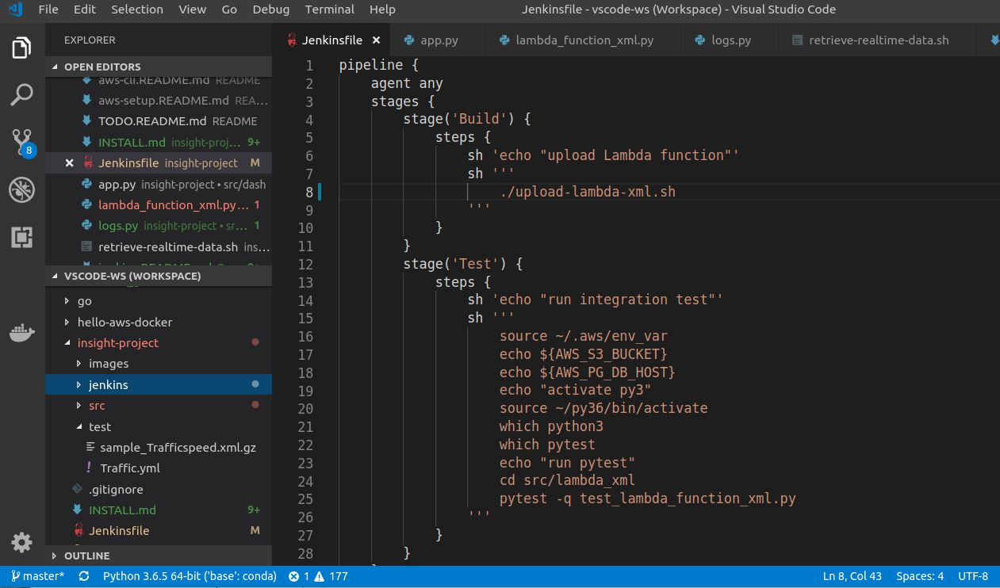 File Edit Selection View Go Debug Terminal Help Jenkinsfile - vscode-ws (Workspace) - Visual Studio Code
EXPLORER
OPEN EDITORS
aws-cli.README.md README
aws-setup.README.md REA...
TODO.README.md README
INSTALL.md insight-proj... 9+
Jenkinsfile insight-project M
app.py insight-project • src/dash
lambda_function_xml.py... 1
logs.py insight-project • sr... 1
retrieve-realtime-data.sh ins...
VSCODE-WS (WORKSPACE)
go
hello-aws-docker
insight-project
images
jenkins
src
test
sample_Trafficspeed.xml.gz
! Traffic.yml
.gitignore
INSTALL.md 9+
Jenkinsfile M
OUTLINE
8
Jenkinsfile × app.py lambda_function_xml.py logs.py retrieve-realtime-data.sh
1 pipeline {
2 agent any
3 stages {
4 stage('Build') {
5 steps {
6 sh 'echo "upload Lambda function"'
7 sh '''
8 ./upload-lambda-xml.sh
9 '''
10 }
11 }
12 stage('Test') {
13 steps {
14 sh 'echo "run integration test"'
15 sh '''
16 source ~/.aws/env_var
17 echo ${AWS_S3_BUCKET}
18 echo ${AWS_PG_DB_HOST}
19 echo "activate py3"
20 source ~/py36/bin/activate
21 which python3
22 which pytest
23 echo "run pytest"
24 cd src/lambda_xml
25 pytest -q test_lambda_function_xml.py
26 '''
27 }
28 }
master* Python 3.6.5 64-bit ('base': conda) 1 177 Ln 8, Col 43 Spaces: 4 UTF-8